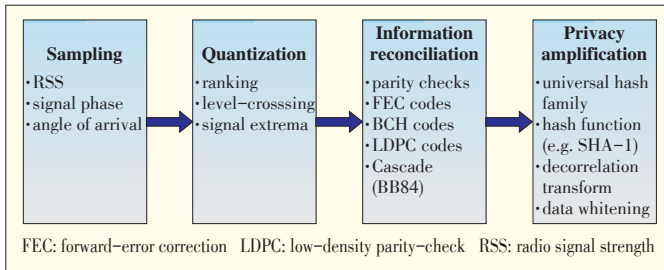 Sampling
·RSS
·signal phase
·angle of arrival
Quantization
·ranking
·level-crosssing
·signal extrema
Information
reconciliation
·parity checks
·FEC codes
·BCH codes
·LDPC codes
·Cascade
(BB84)
Privacy
amplification
·universal hash
family
·hash function
(e.g. SHA-1)
·decorrelation
transform
·data whitening
FEC: forward-error correction LDPC: low-density parity-check RSS: radio signal strength